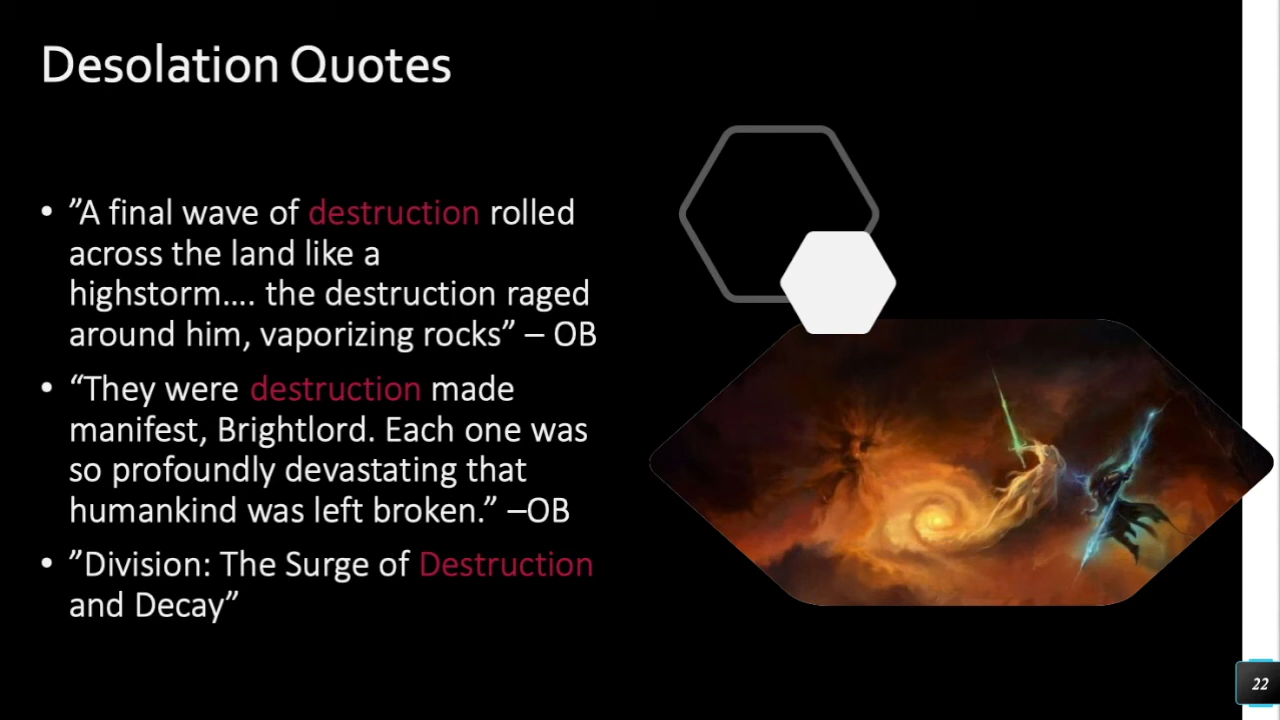 Desolation Quotes
• ”A final wave of destruction rolled
across the land like a
highstorm…. the destruction raged
around him, vaporizing rocks” – OB
• “They were destruction made
manifest, Brightlord. Each one was
so profoundly devastating that
humankind was left broken.” –OB
• ”Division: The Surge of Destruction
and Decay”
22